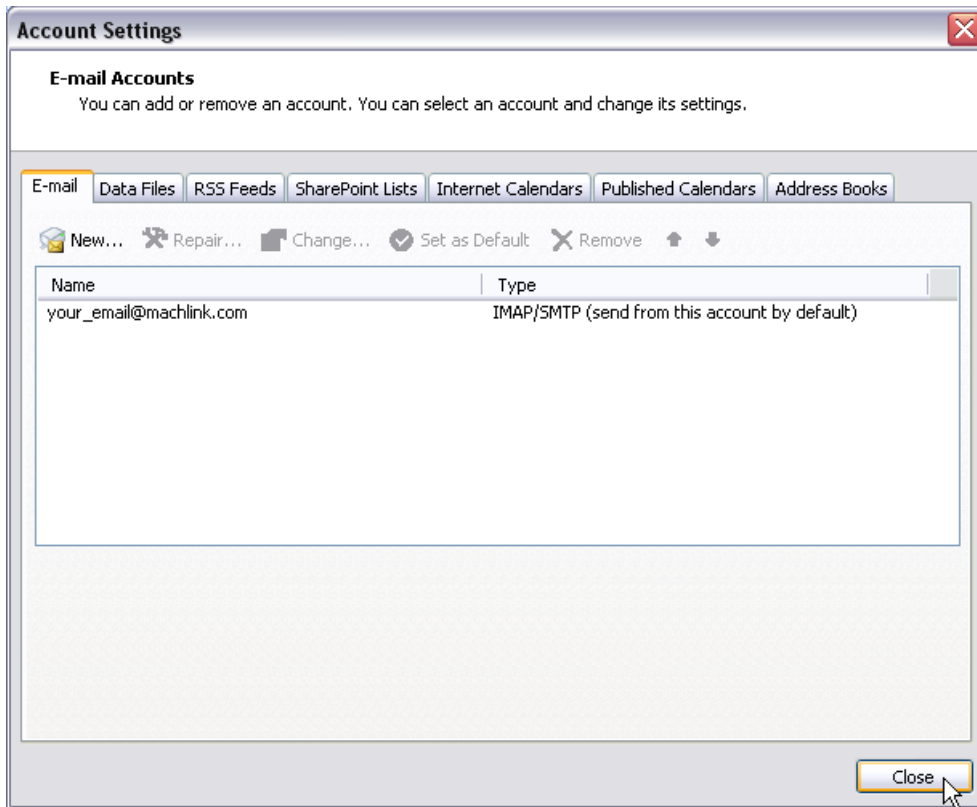 Account Settings
E-mail Accounts
You can add or remove an account. You can select an account and change its settings.
E-mail Data Files RSS Feeds SharePoint Lists Internet Calendars Published Calendars Address Books
New... Repair... Change... Set as Default Remove
Name Type
your_email@machlink.com IMAP/SMTP (send from this account by default)
Close